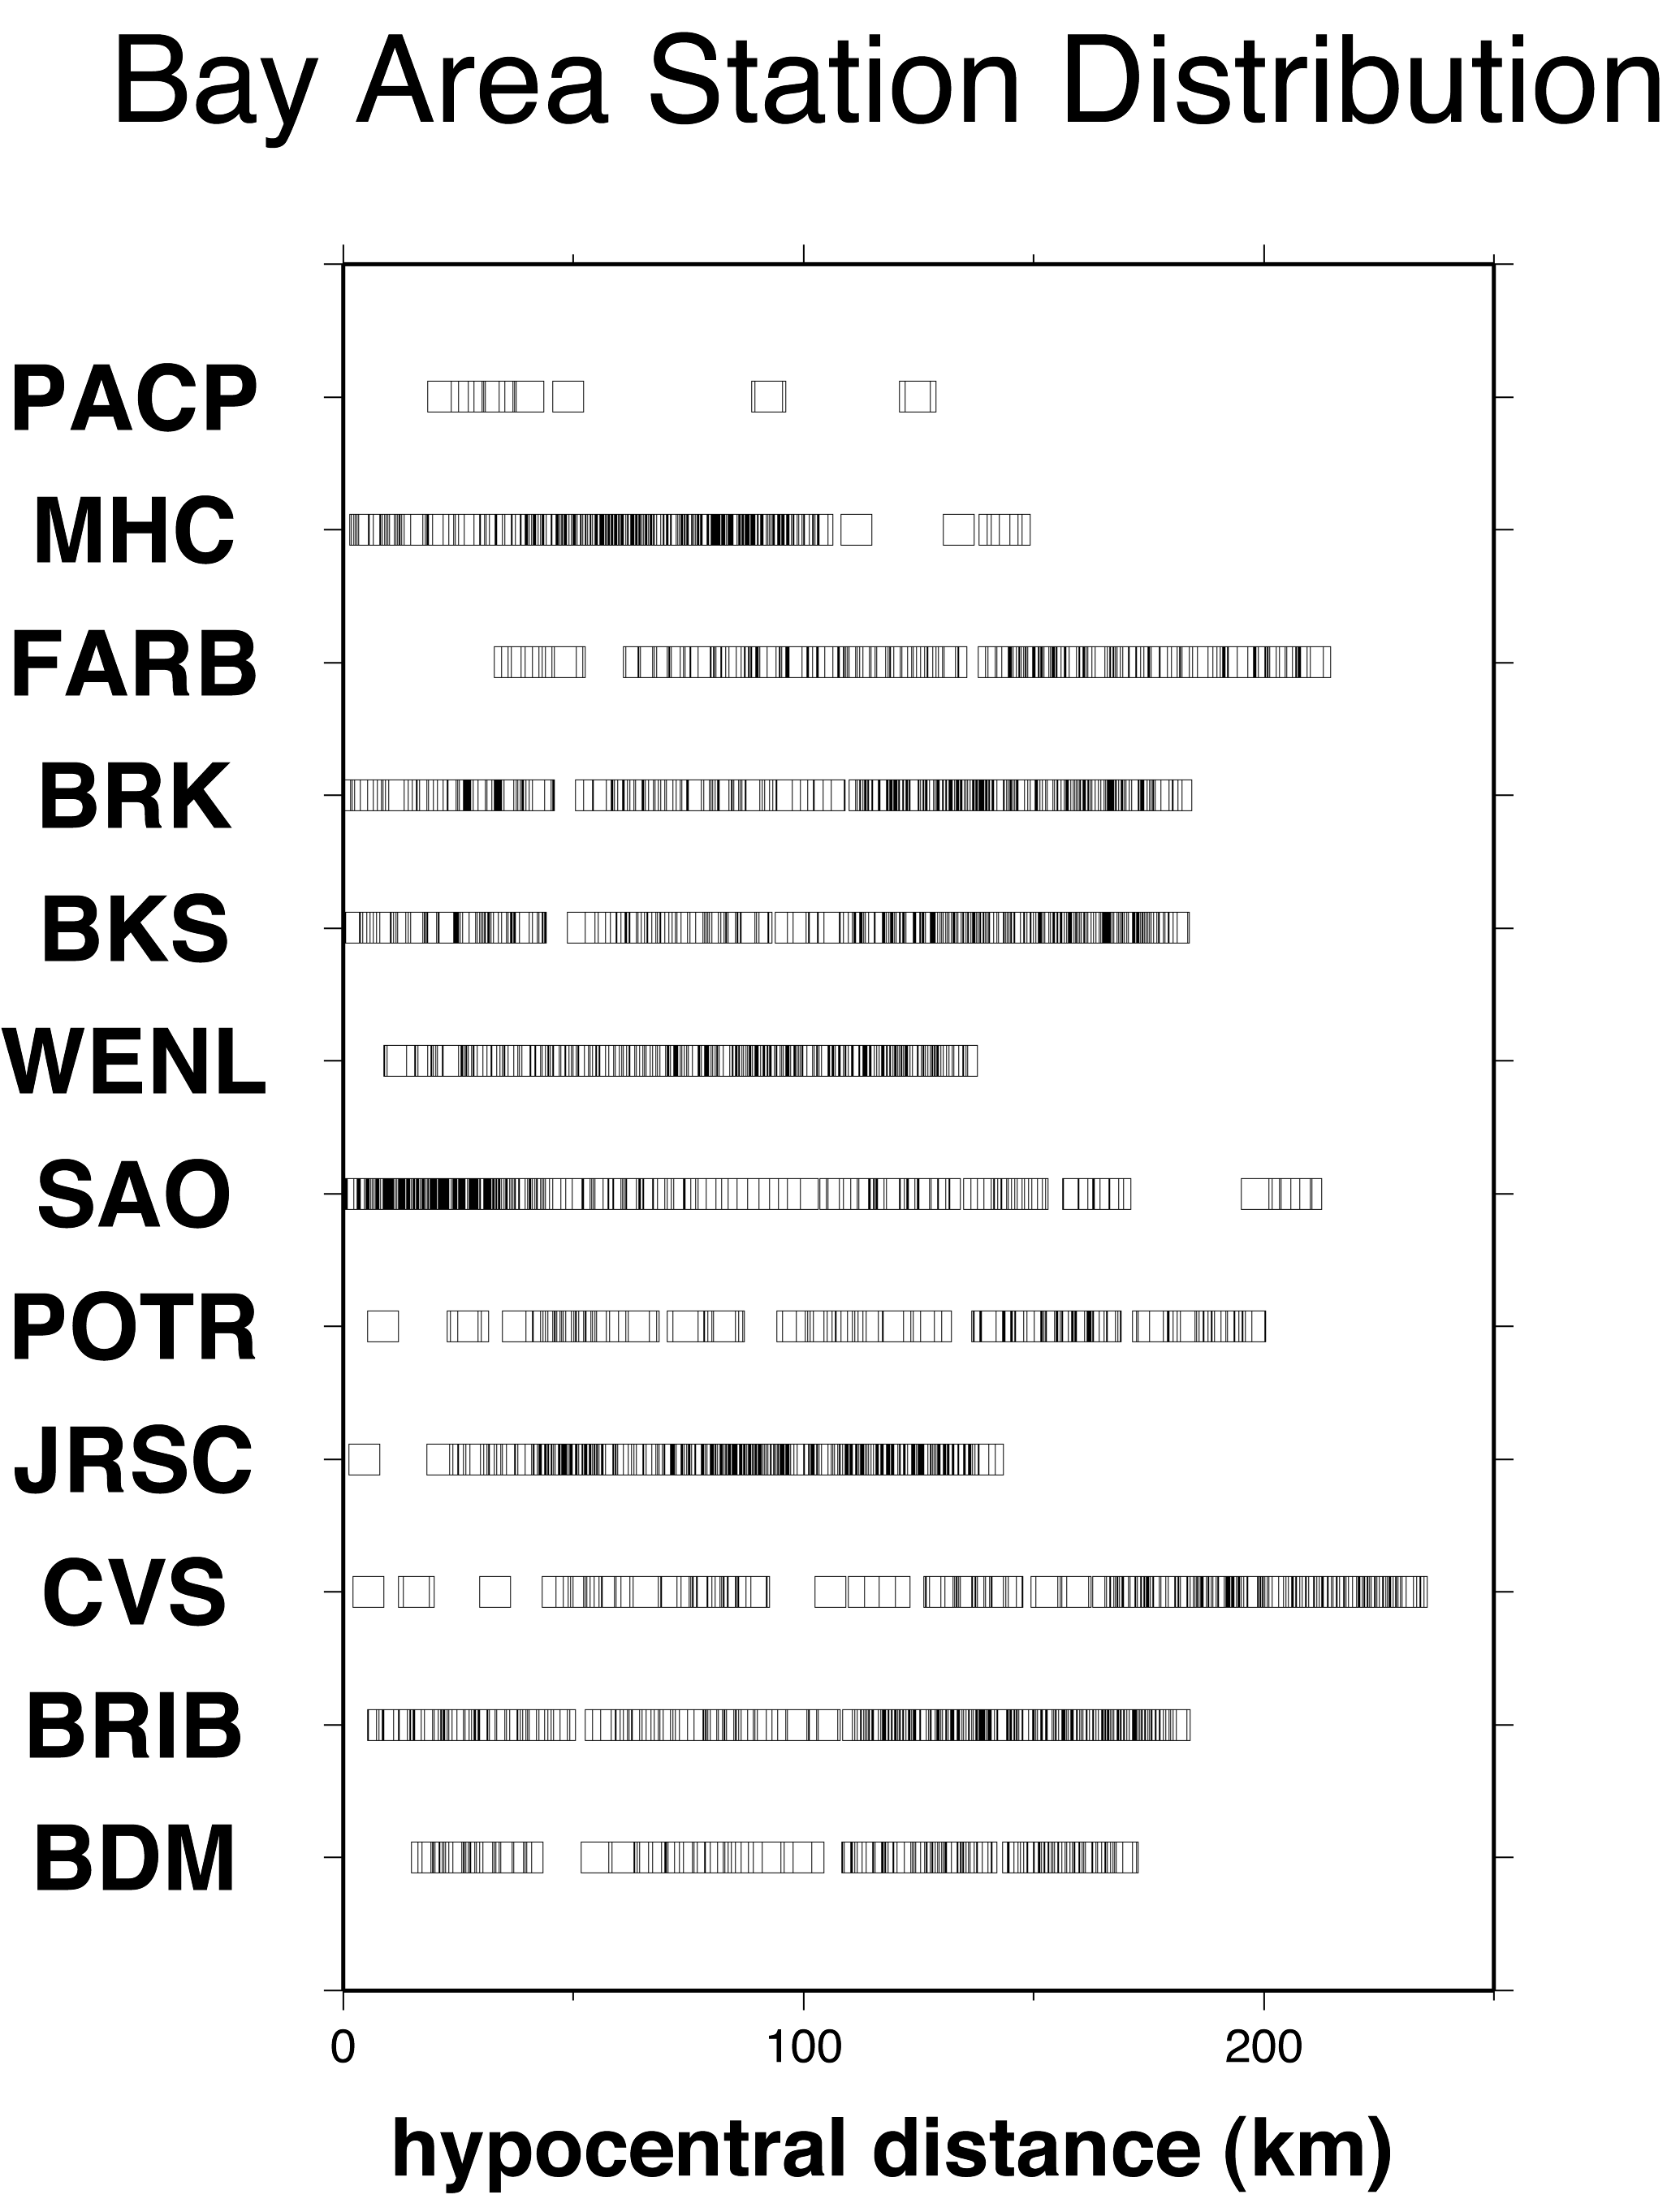 Bay Area Station Distribution
PACP
MHC
FARB
BRK
BKS
WENL
SAO
POTR
JRSC
CVS
BRIB
BDM
0 100 200
hypocentral distance (km)